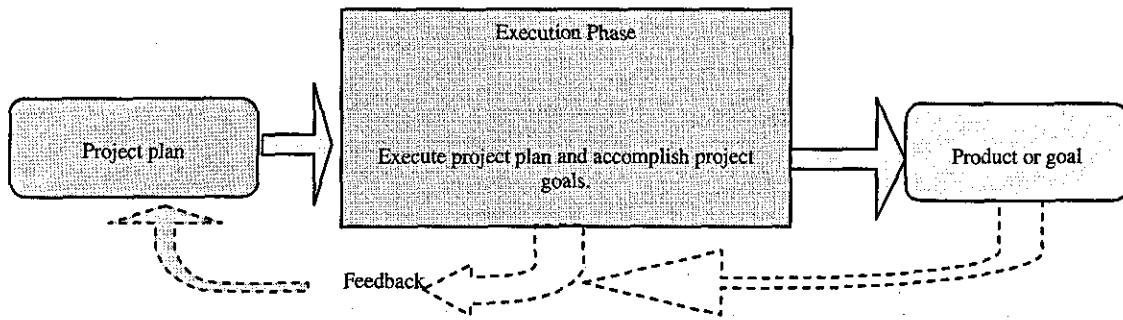 Execution Phase
Project plan
Execute project plan and accomplish project
goals.
Product or goal
Feedback